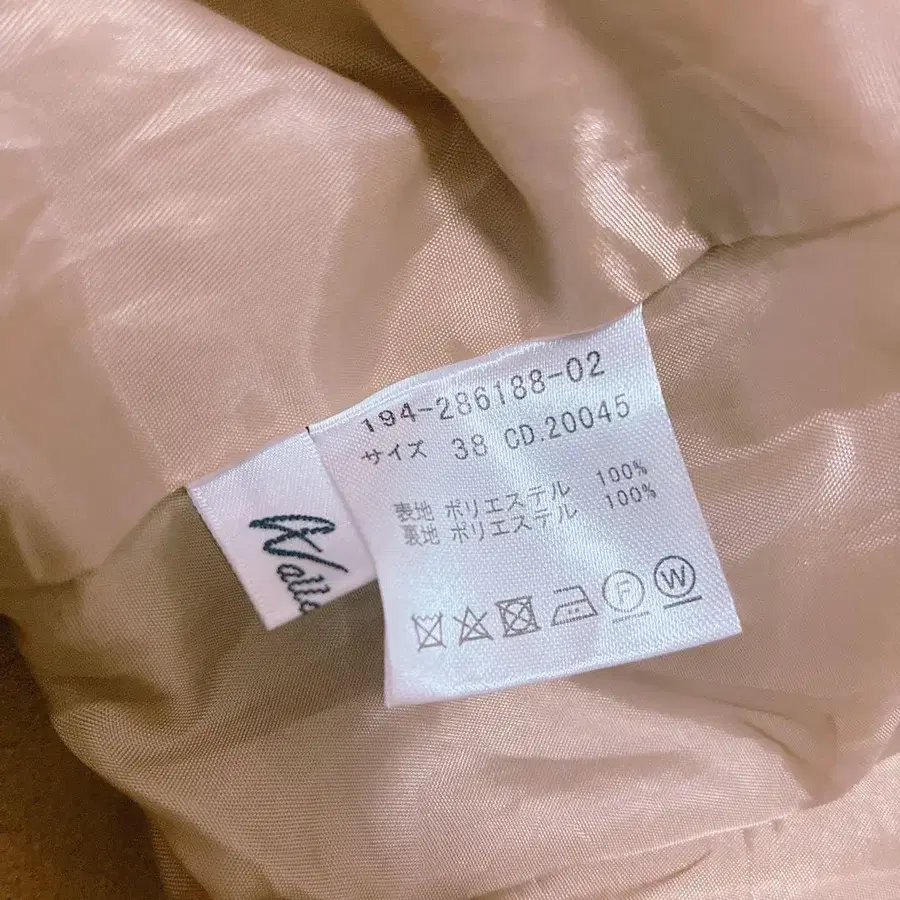 194-286188-02
サイズ 38 CD.20045
表地 ポリエステル 100%
裏地 ポリエステル 100%
F W